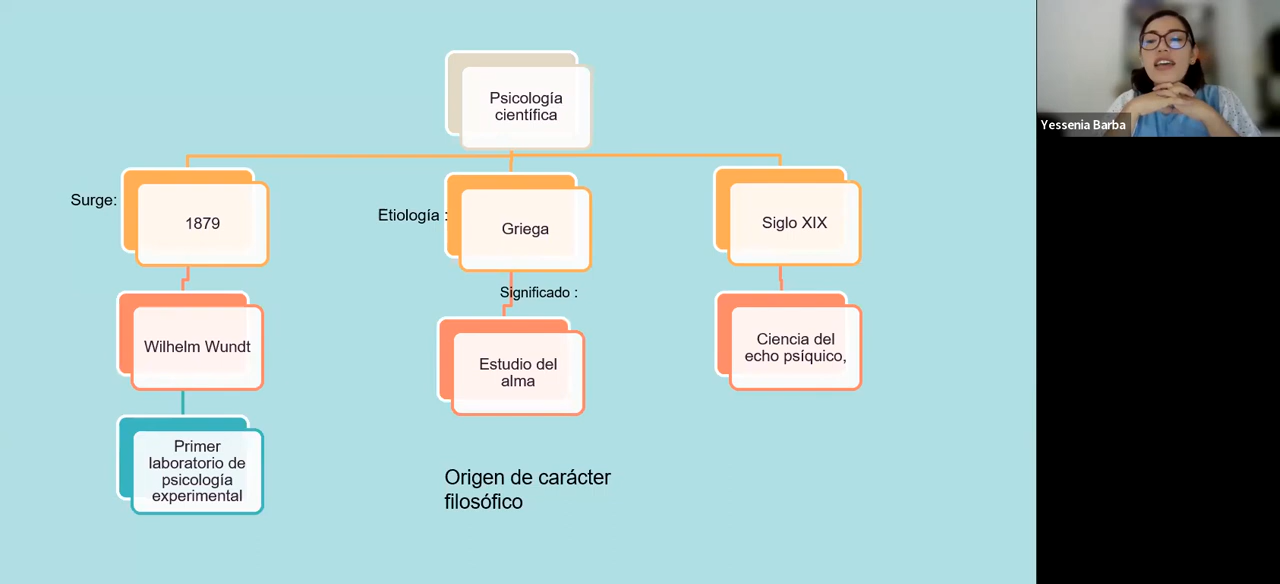 Psicología
científica
Surge:
1879
Etiología :
Griega
Siglo XIX
Significado :
Wilhelm Wundt
Estudio del
alma
Ciencia del
echo psíquico,
Primer
laboratorio de
psicología
experimental
Origen de carácter
filosófico
Yessenia Barba